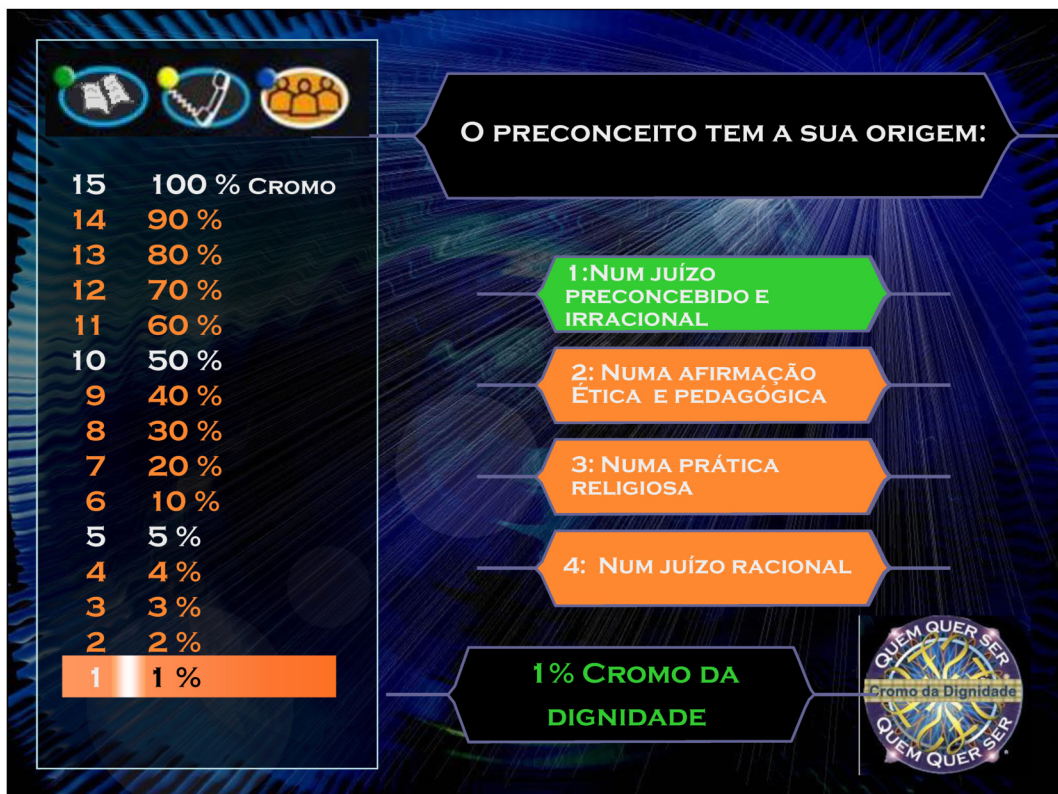 O PRECONCEITO TEM A SUA ORIGEM:
15 100 % CROMO
14 90 %
13 80 %
12 70 %
11 60 %
10 50 %
9 40 %
8 30 %
7 20 %
6 10 %
5 5 %
4 4 %
3 3 %
2 2 %
1 1 %
1:NUM JUÍZO
PRECONCEBIDO E
IRRACIONAL
2: NUMA AFIRMAÇÃO
ÉTICA E PEDAGÓGICA
3: NUMA PRÁTICA
RELIGIOSA
4: NUM JUÍZO RACIONAL
1% CROMO DA
DIGNIDADE
QUEM QUER SER
Cromo da Dignidade
QUEM QUER SER